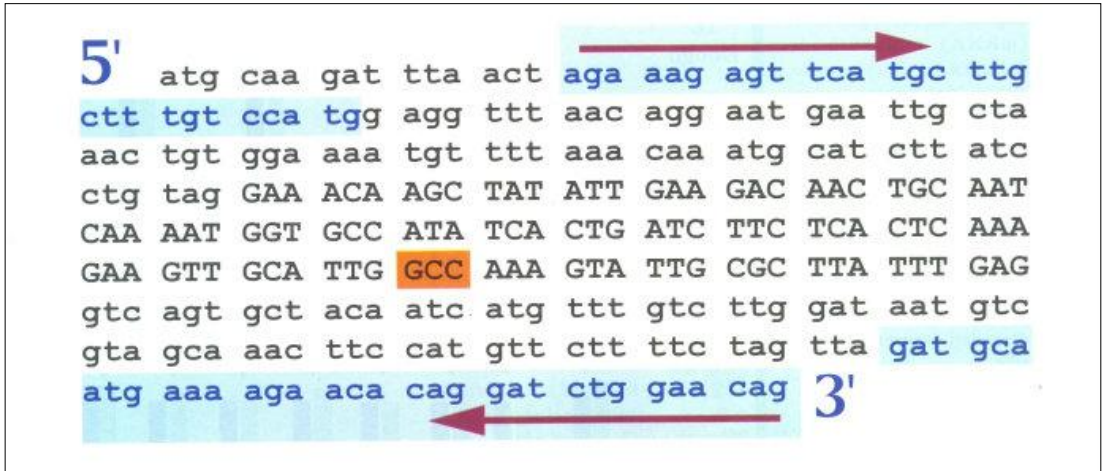 5' atg caa gat tta act aga aag agt tca tgc ttg
ctt tgt cca tgg agg ttt aac agg aat gaa ttg cta
aac tgt gga aaa tgt ttt aaa caa atg cat ctt atc
ctg tag GAA ACA AGC TAT ATT GAA GAC AAC TGC AAT
CAA AAT GGT GCC ATA TCA CTG ATC TTC TCA CTC AAA
GAA GTT GCA TTG GCC AAA GTA TTG CGC TTA TTT GAG
gtc agt gct aca atc atg ttt gtc ttg gat aat gtc
gta gca aac ttc cat gtt ctt ttc tag tta gat gca
atg aaa aga aca cag gat ctg gaa cag 3'